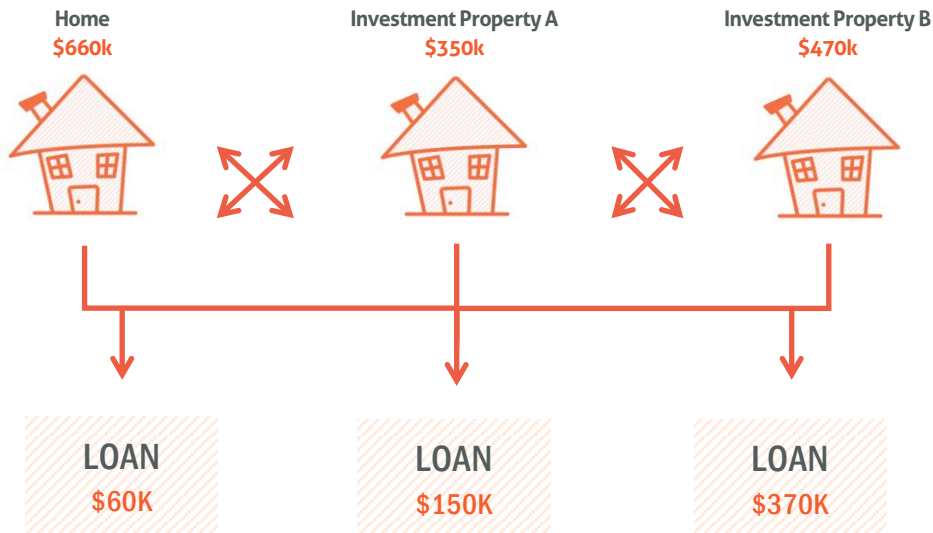 Home
$660k
Investment Property A
$350k
Investment Property B
$470k
LOAN
$60K
LOAN
$150K
LOAN
$370K